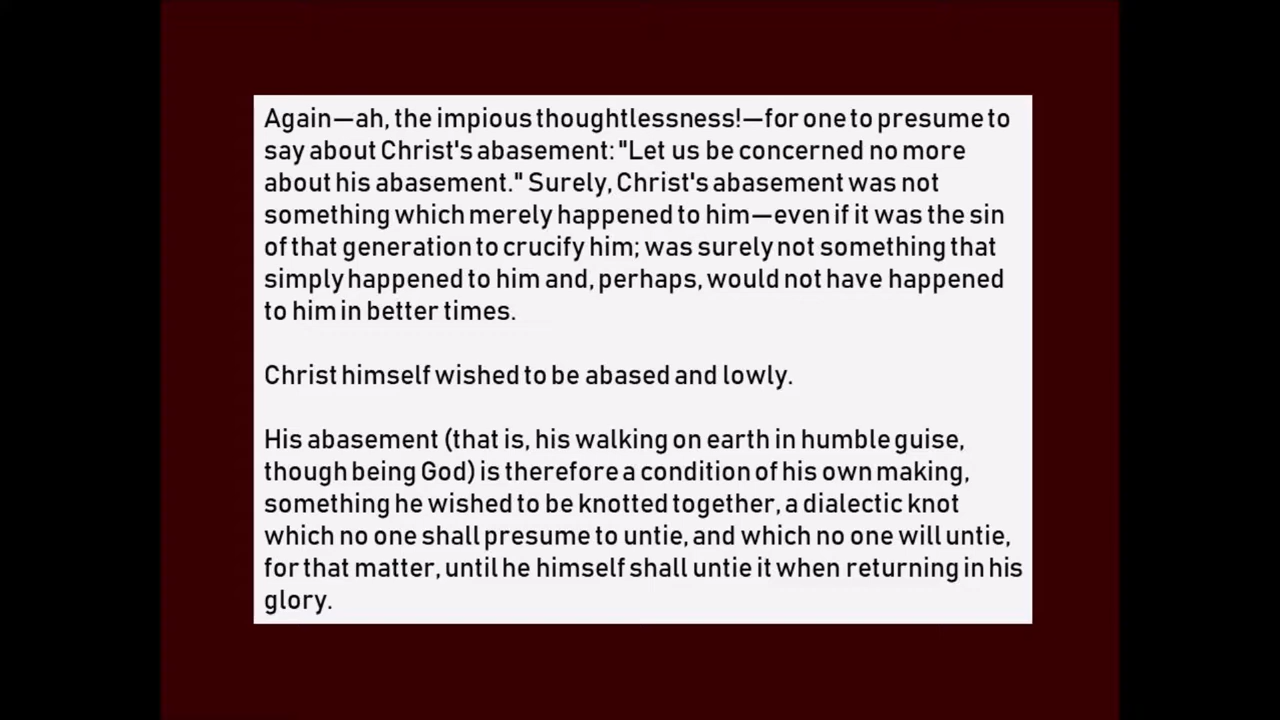 Again—ah, the impious thoughtlessness!—for one to presume to
say about Christ's abasement: "Let us be concerned no more
about his abasement." Surely, Christ's abasement was not
something which merely happened to him—even if it was the sin
of that generation to crucify him; was surely not something that
simply happened to him and, perhaps, would not have happened
to him in better times.
Christ himself wished to be abased and lowly.
His abasement (that is, his walking on earth in humble guise,
though being God) is therefore a condition of his own making,
something he wished to be knotted together, a dialectic knot
which no one shall presume to untie, and which no one will untie,
for that matter, until he himself shall untie it when returning in his
glory.